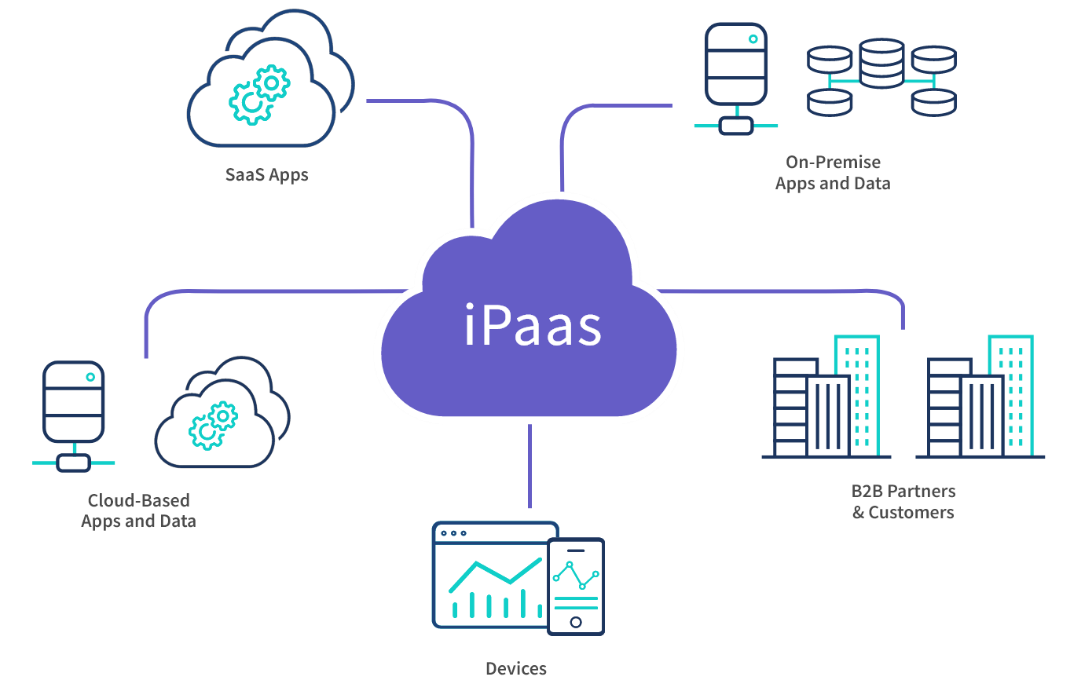 SaaS Apps
On-Premise
Apps and Data
iPaas
Cloud-Based
Apps and Data
B2B Partners
& Customers
Devices